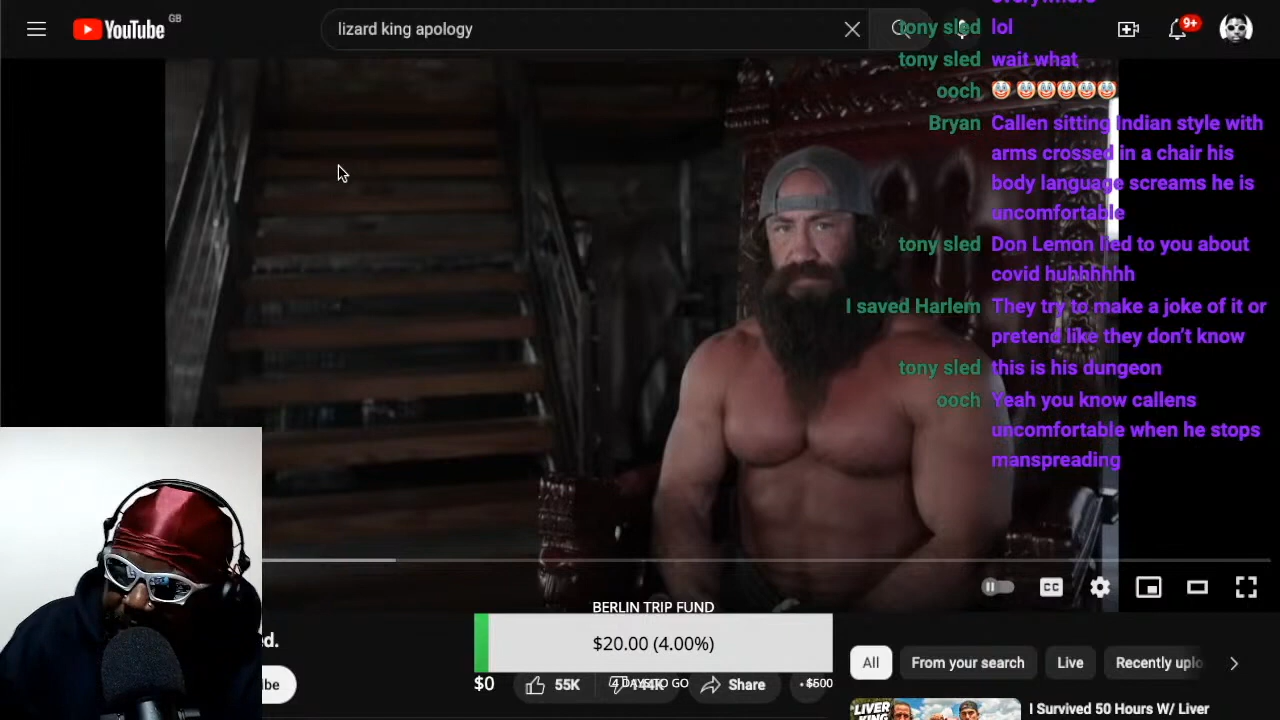 YouTube GB
lizard king apology
9+
tony sled lol
tony sled wait what
ooch 🤡 🤡🤡🤡🤡🤡
Bryan Callen sitting Indian style with
arms crossed in a chair his
body language screams he is
uncomfortable
tony sled Don Lemon lied to you about
covid huhhhhhh
I saved Harlem They try to make a joke of it or
pretend like they don’t know
tony sled this is his dungeon
ooch Yeah you know callens
uncomfortable when he stops
manspreading
CC
BERLIN TRIP FUND
$20.00 (4.00%)
$0
$500
ed.
be
55K
144K
Share
All
From your search
Live
Recently uplo
LIVER
I Survived 50 Hours W/ Liver